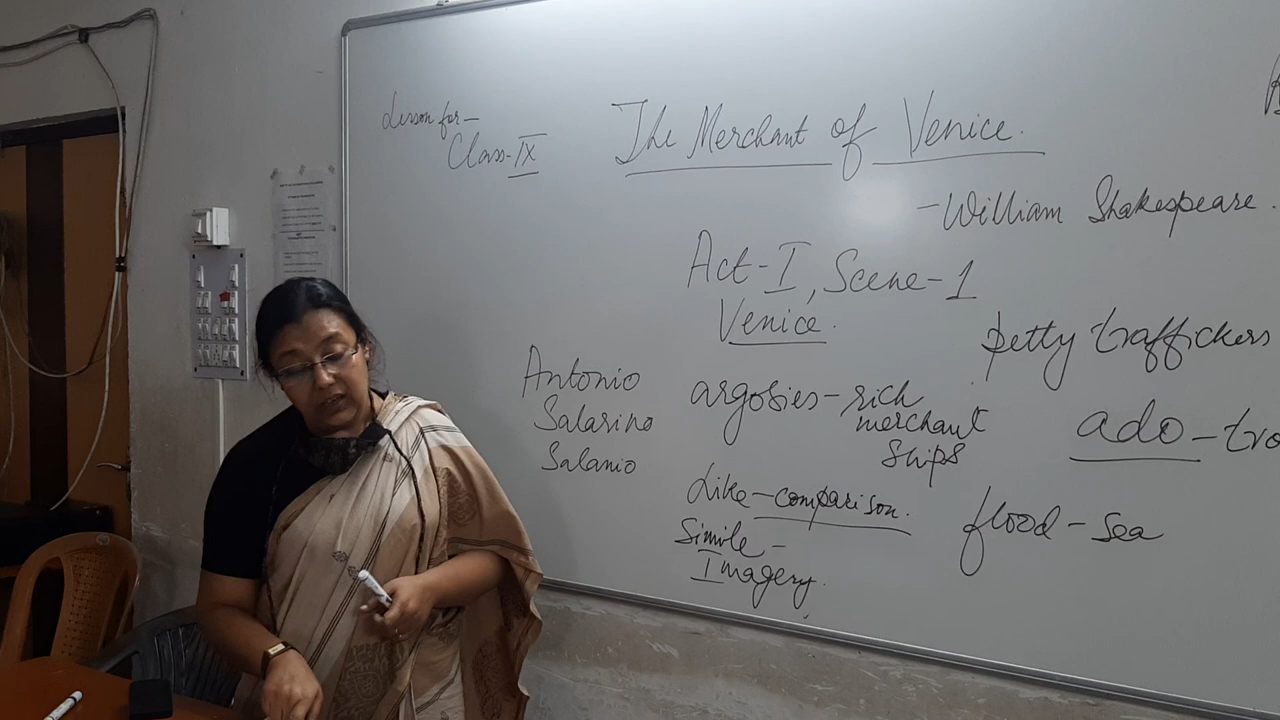 Lesson for-
Class-IX
The Merchant of Venice.
-William Shakespeare.
Act-I, Scene-1
Venice.
petty traffickers
Antonio
Salarino
Salanio
argosies-rich
merchant
ships
ado-tro
Like-comparison.
Simile-
Imagery.
flood-sea